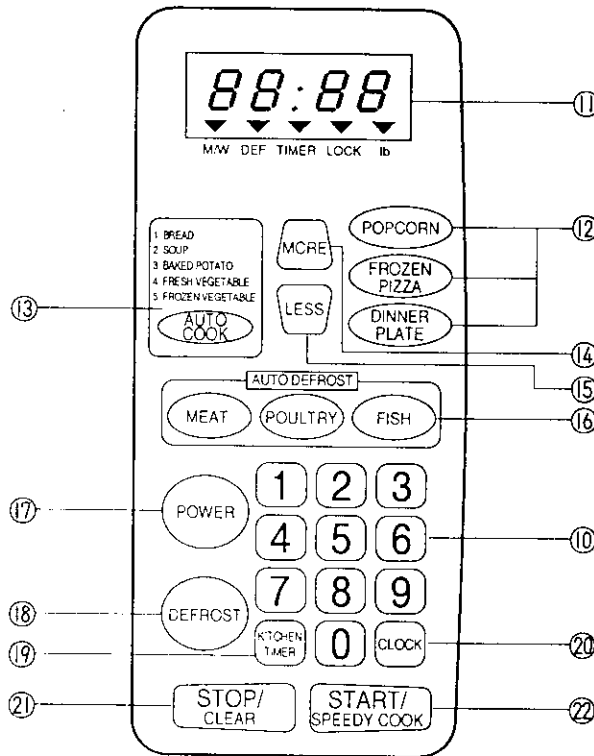 88:88
M/W DEF TIMER LOCK lb
⑪
1 BREAD
2 SOUP
3 BAKED POTATO
4 FRESH VEGETABLE
5 FROZEN VEGETABLE
AUTO
COOK
⑬
MORE
LESS
POPCORN
FROZEN
PIZZA
DINNER
PLATE
⑫
⑭
⑮
AUTO DEFROST
MEAT POULTRY FISH
⑯
⑰
POWER
1 2 3
4 5 6
⑩
⑱
DEFROST
7 8 9
⑲
KITCHEN
TIMER
0
CLOCK
⑳
㉑
STOP/
CLEAR
START/
SPEEDY COOK
㉒